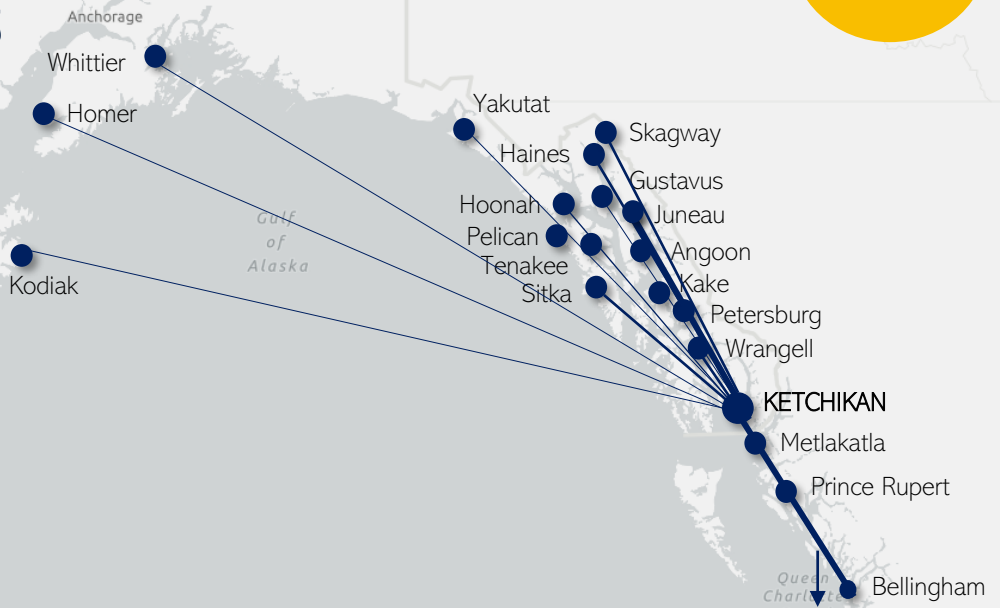 Anchorage
Whittier
Homer
Yakutat
Skagway
Haines
Gustavus
Hoonah
Juneau
Gulf
of
Alaska
Pelican
Angoon
Tenakee
Kodiak
Kake
Sitka
Petersburg
Wrangell
KETCHIKAN
Metlakatla
Prince Rupert
Queen
Charlotte
Bellingham